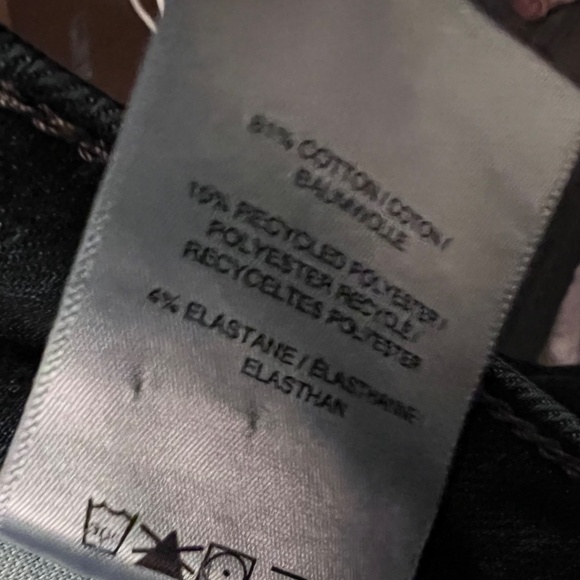 81% COTTON / COTON /
BAUMWOLLE
15% RECYCLED POLYESTER /
POLYESTER RECYCLÉ /
RECYCELTES POLYESTER
4% ELASTANE / ÉLASTHANNE
ELASTHAN